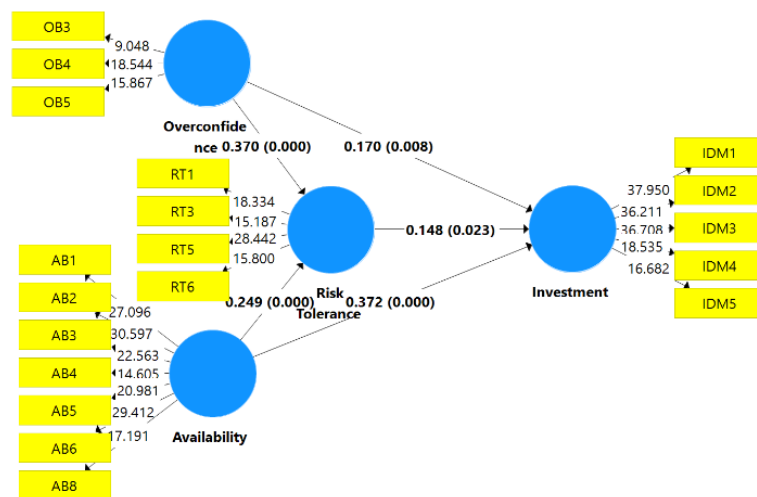 OB3
9.048
OB4
18.544
OB5
15.867
Overconfide
nce 0.370 (0.000)
0.170 (0.008)
RT1
18.334
RT3
15.187
RT5
28.442
RT6
15.800
0.148 (0.023)
IDM1
37.950
IDM2
36.211
IDM3
36.708
IDM4
18.535
IDM5
16.682
Investment
Risk
Tolerance
0.249 (0.000)
0.372 (0.000)
AB1
27.096
AB2
30.597
AB3
22.563
AB4
14.605
AB5
20.981
AB6
29.412
AB8
17.191
Availability